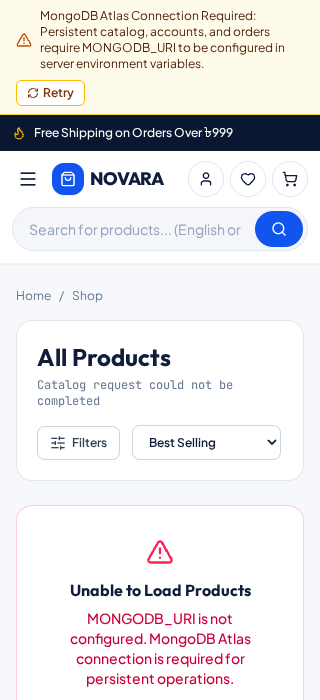 MongoDB Atlas Connection Required:
Persistent catalog, accounts, and orders
require MONGODB_URI to be configured in
server environment variables.
Retry
Free Shipping on Orders Over ৳999
NOVARA
Search for products... (English or
Home / Shop
All Products
Catalog request could not be
completed
Filters
Best Selling
Unable to Load Products
MONGODB_URI is not
configured. MongoDB Atlas
connection is required for
persistent operations.